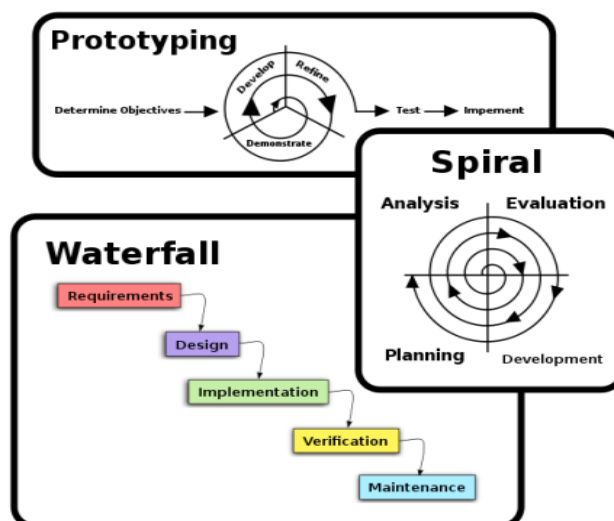 Prototyping
Develop
Refine
Determine Objectives
Test
Impement
Demonstrate
Spiral
Analysis
Evaluation
Planning
Development
Waterfall
Requirements
Design
Implementation
Verification
Maintenance